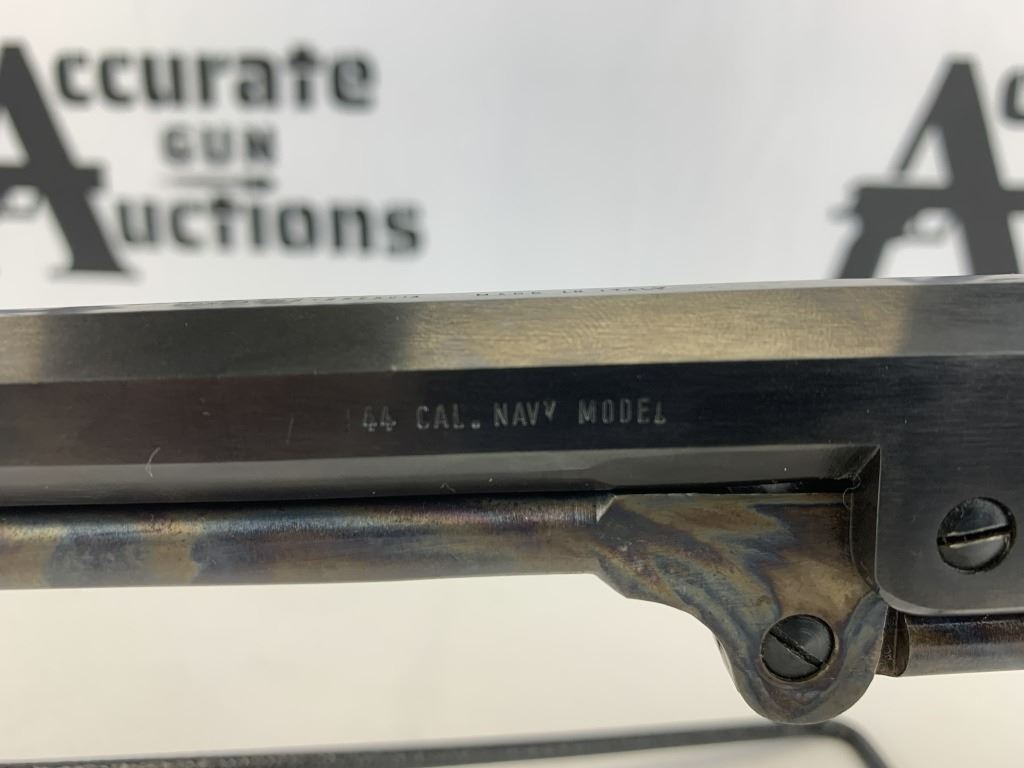 Accurate
GUN
Auctions
A
44 CAL. NAVY MODEL